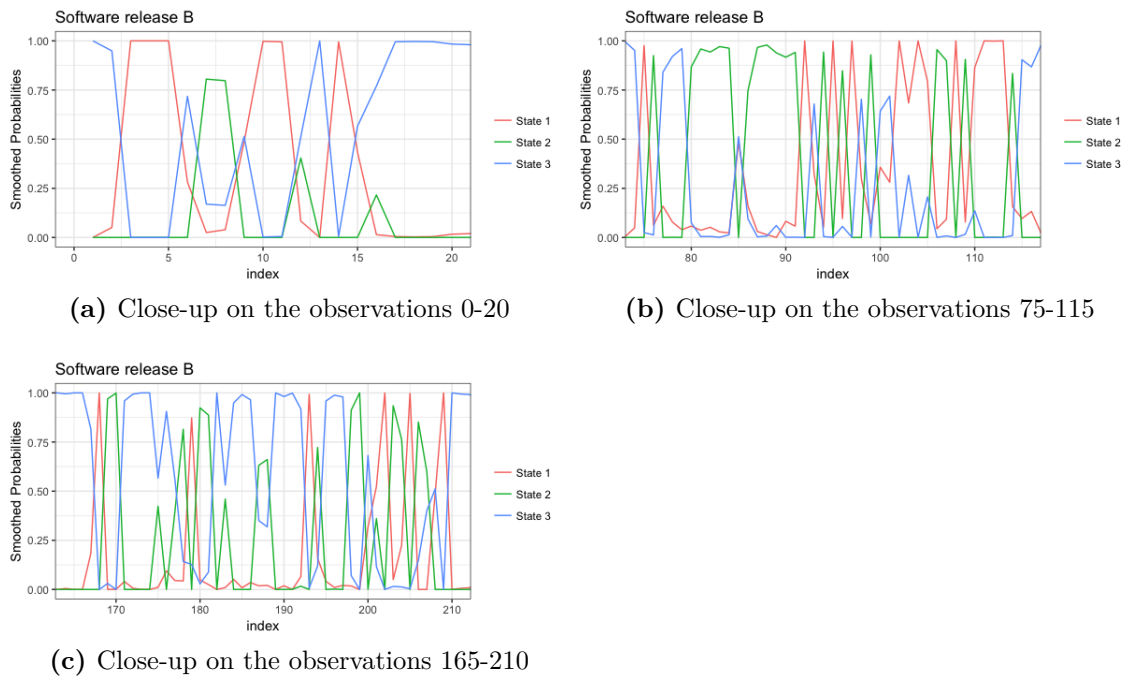 Software release B
Smoothed Probabilities
1.00
0.75
0.50
0.25
0.00
0
5
10
15
20
index
State 1
State 2
State 3
(a) Close-up on the observations 0-20
Software release B
Smoothed Probabilities
1.00
0.75
0.50
0.25
0.00
80
90
100
110
index
State 1
State 2
State 3
(b) Close-up on the observations 75-115
Software release B
Smoothed Probabilities
1.00
0.75
0.50
0.25
0.00
170
180
190
200
210
index
State 1
State 2
State 3
(c) Close-up on the observations 165-210